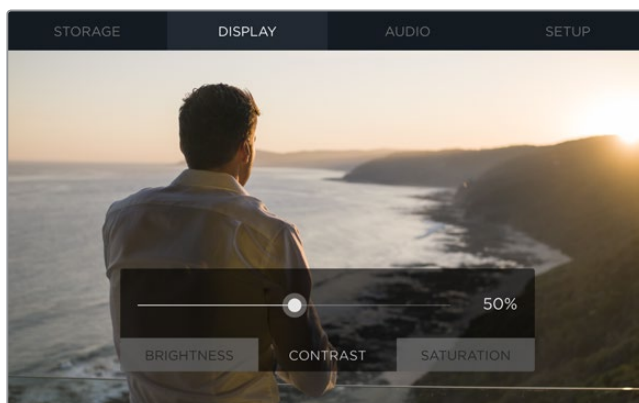 STORAGE DISPLAY AUDIO SETUP
50%
BRIGHTNESS CONTRAST SATURATION